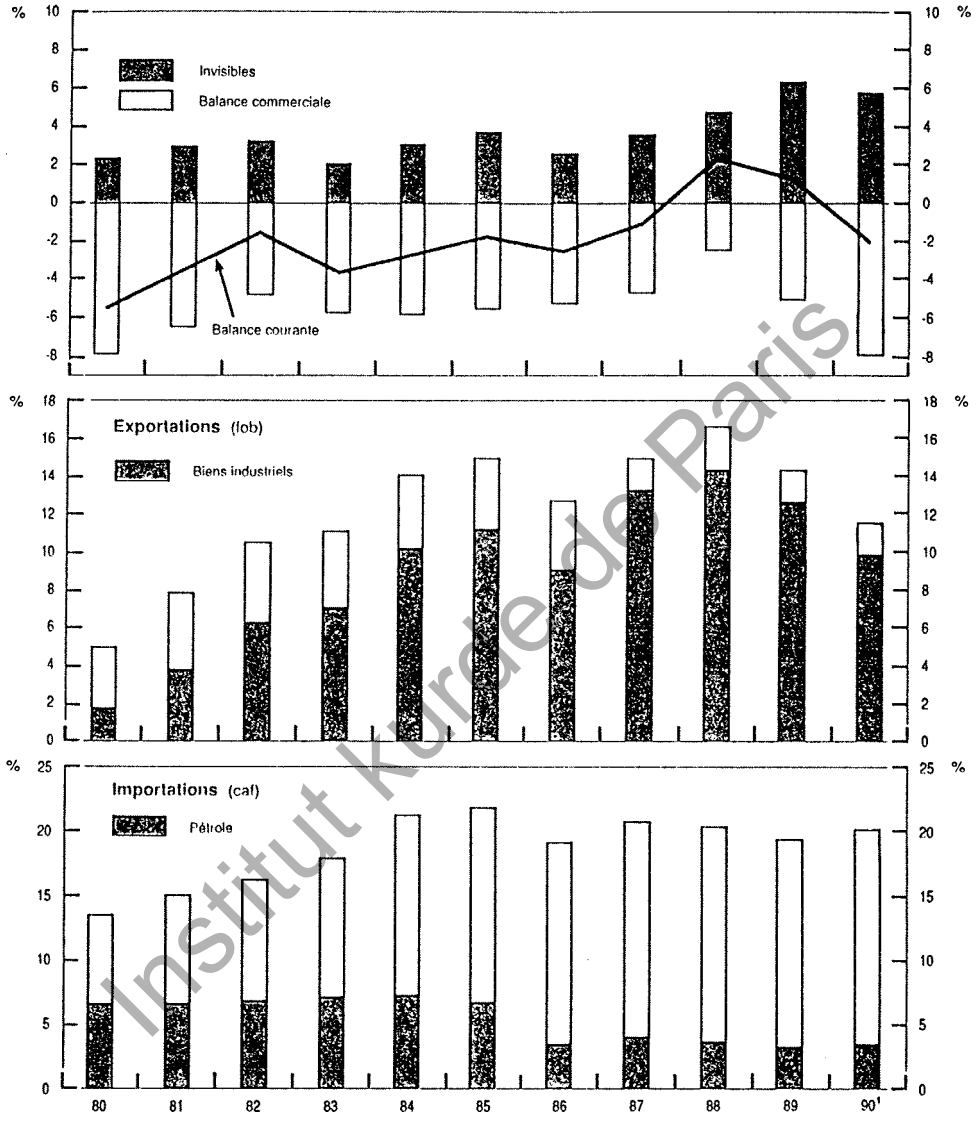 % 10 10 %
8 8
Invisibles
6 6
Balance commerciale
4 4
2 2
0 0
-2 -2
-4 -4
-6 -6
Balance courante
-8 -8
% 18 18 %
Exportations (fob)
16 16
Biens industriels
14 14
12 12
10 10
8 8
6 6
4 4
2 2
0 0
% 25 25 %
Importations (caf)
Pétrole
20 20
15 15
10 10
5 5
0 0
80 81 82 83 84 85 86 87 88 89 90¹
Institut kurde de Paris